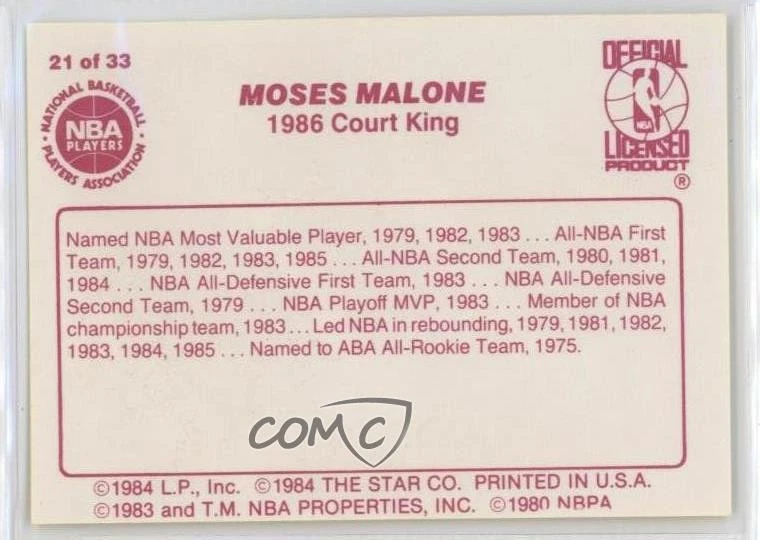 21 of 33
NATIONAL BASKETBALL
NBA
PLAYERS
PLAYERS ASSOCIATION
MOSES MALONE
1986 Court King
OFFICIAL
NBA
LICENSED
PRODUCT
®
Named NBA Most Valuable Player, 1979, 1982, 1983 ... All-NBA First
Team, 1979, 1982, 1983, 1985 ... All-NBA Second Team, 1980, 1981,
1984 ... NBA All-Defensive First Team, 1983 ... NBA All-Defensive
Second Team, 1979 ... NBA Playoff MVP, 1983 ... Member of NBA
championship team, 1983 ... Led NBA in rebounding, 1979, 1981, 1982,
1983, 1984, 1985 ... Named to ABA All-Rookie Team, 1975.
COMC
©1984 L.P., Inc. ©1984 THE STAR CO. PRINTED IN U.S.A.
©1983 and T.M. NBA PROPERTIES, INC. ©1980 NBPA